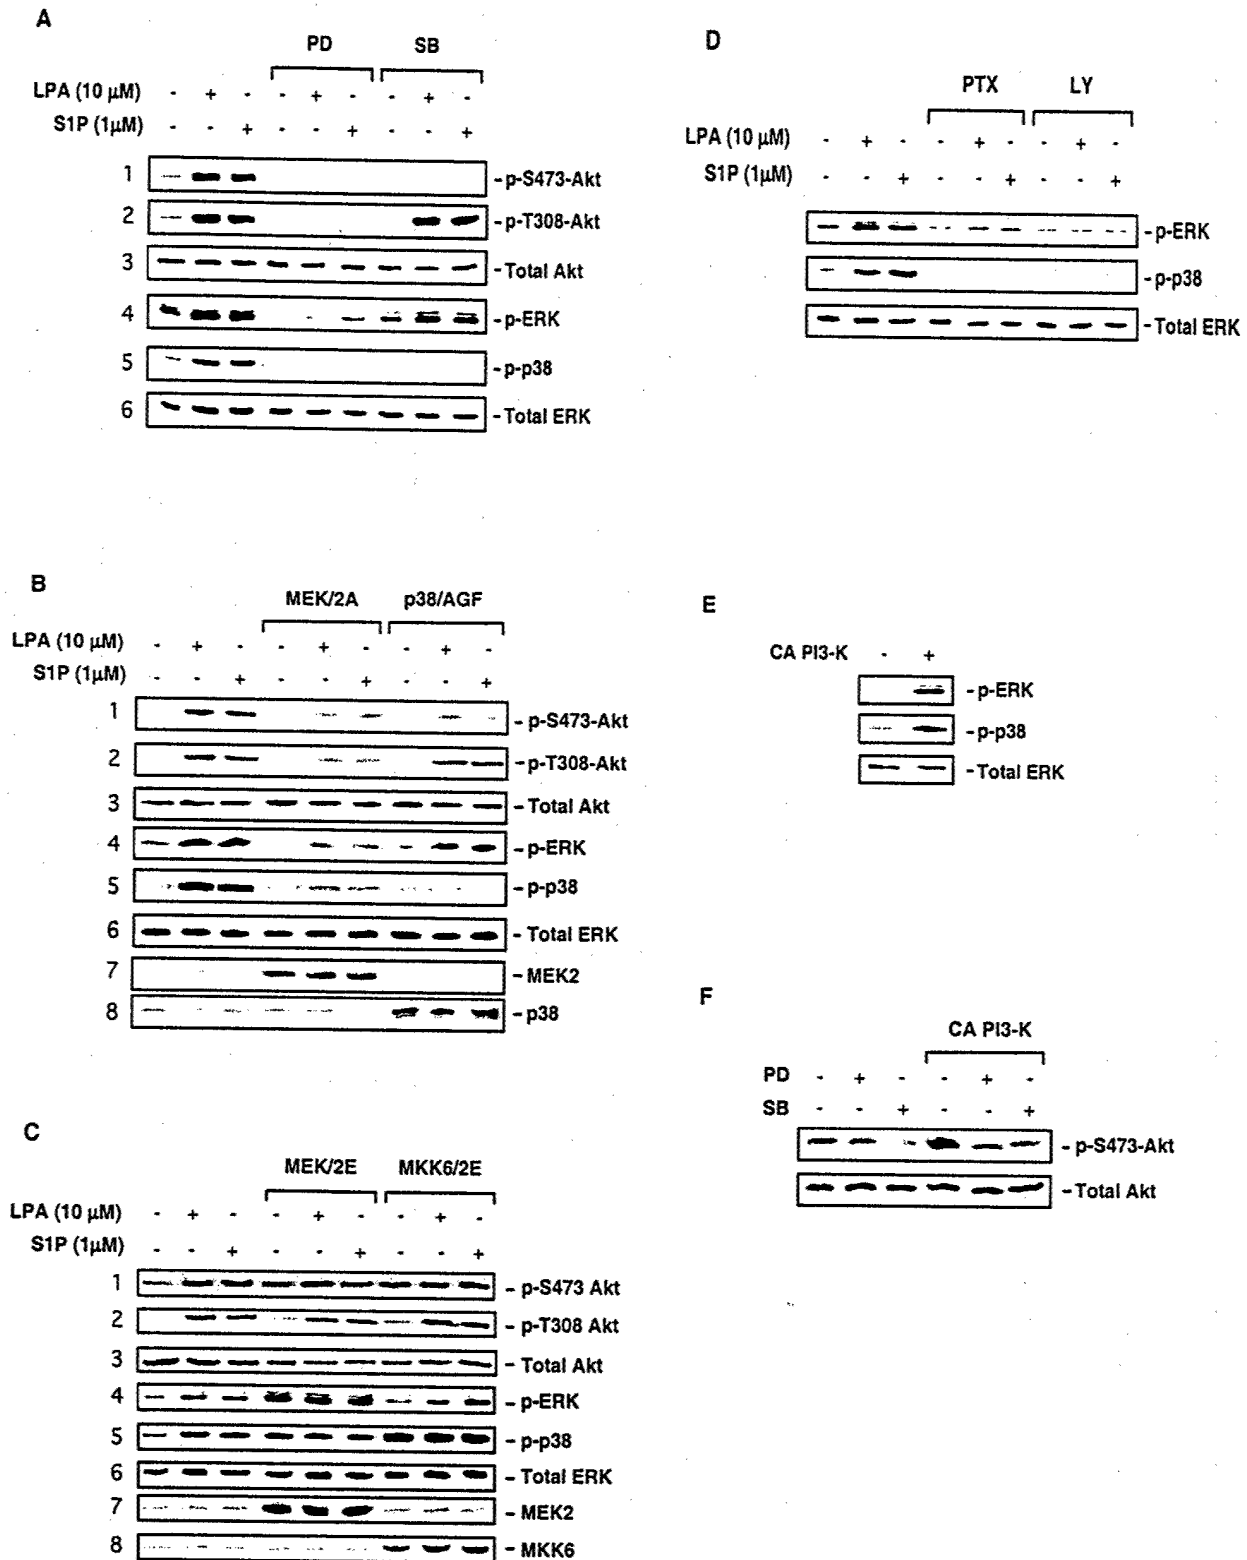 A
PD SB
LPA (10 μM) - + - - + - - + -
S1P (1μM) - - + - - + - - +
1 -p-S473-Akt
2 -p-T308-Akt
3 -Total Akt
4 -p-ERK
5 -p-p38
6 -Total ERK
B
MEK/2A p38/AGF
LPA (10 μM) - + - - + - - + -
S1P (1μM) - - + - - + - - +
1 -p-S473-Akt
2 -p-T308-Akt
3 -Total Akt
4 -p-ERK
5 -p-p38
6 -Total ERK
7 -MEK2
8 -p38
C
MEK/2E MKK6/2E
LPA (10 μM) - + - - + - - + -
S1P (1μM) - - + - - + - - +
1 -p-S473 Akt
2 -p-T308 Akt
3 -Total Akt
4 -p-ERK
5 -p-p38
6 -Total ERK
7 -MEK2
8 -MKK6
D
PTX LY
LPA (10 μM) - + - - + - - + -
S1P (1μM) - - + - - + - - +
-p-ERK
-p-p38
-Total ERK
E
CA PI3-K - +
-p-ERK
-p-p38
-Total ERK
F
CA PI3-K
PD - + - - + -
SB - - + - - +
-p-S473-Akt
-Total Akt